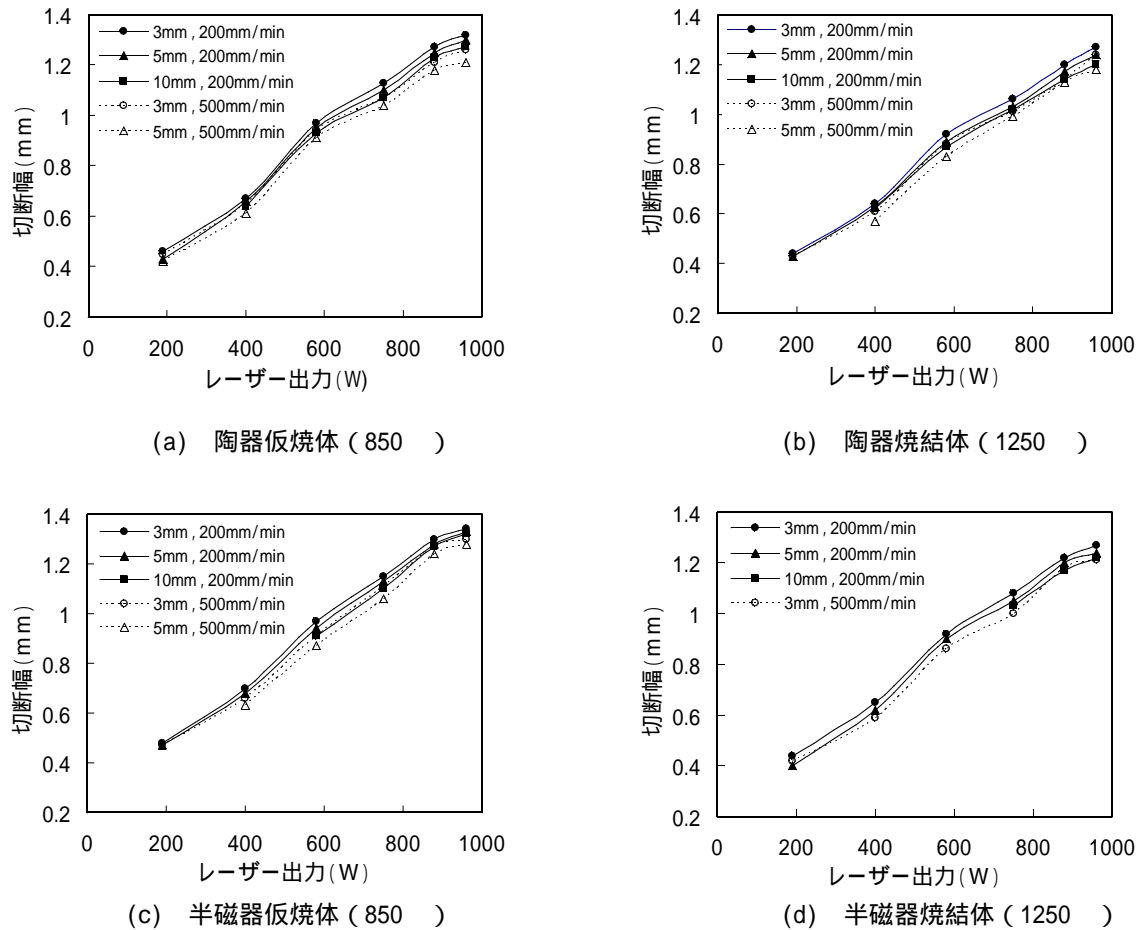 1.4
1.2
1
0.8
0.6
0.4
0.2
切断幅(mm)
3mm , 200mm/min
5mm , 200mm/min
10mm , 200mm/min
3mm , 500mm/min
5mm , 500mm/min
0 200 400 600 800 1000
レーザー出力(W)
(a) 陶器仮焼体（850　）
1.4
1.2
1
0.8
0.6
0.4
0.2
切断幅(mm)
3mm , 200mm/min
5mm , 200mm/min
10mm , 200mm/min
3mm , 500mm/min
5mm , 500mm/min
0 200 400 600 800 1000
レーザー出力(W)
(b) 陶器焼結体（1250　）
1.4
1.2
1
0.8
0.6
0.4
0.2
切断幅(mm)
3mm , 200mm/min
5mm , 200mm/min
10mm , 200mm/min
3mm , 500mm/min
5mm , 500mm/min
0 200 400 600 800 1000
レーザー出力(W)
(c) 半磁器仮焼体（850　）
1.4
1.2
1
0.8
0.6
0.4
0.2
切断幅(mm)
3mm , 200mm/min
5mm , 200mm/min
10mm , 200mm/min
3mm , 500mm/min
0 200 400 600 800 1000
レーザー出力(W)
(d) 半磁器焼結体（1250　）